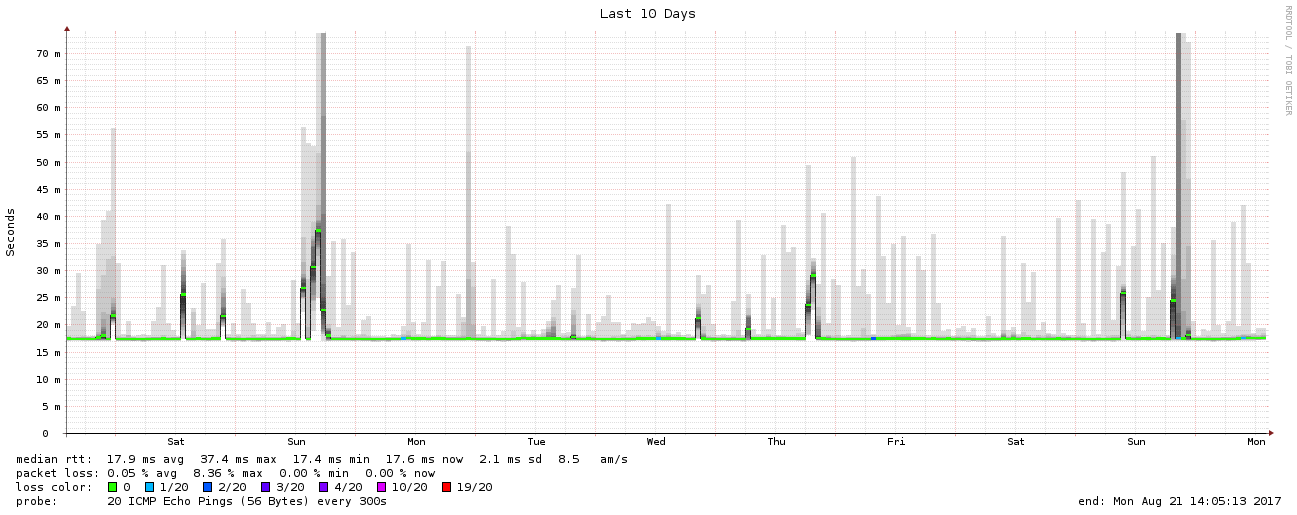 Last 10 Days
RRDTOOL / TOBI OETIKER
Seconds
70 m
65 m
60 m
55 m
50 m
45 m
40 m
35 m
30 m
25 m
20 m
15 m
10 m
5 m
0
Sat Sun Mon Tue Wed Thu Fri Sat Sun Mon
median rtt: 17.9 ms avg 37.4 ms max 17.4 ms min 17.6 ms now 2.1 ms sd 8.5 am/s
packet loss: 0.05 % avg 8.36 % max 0.00 % min 0.00 % now
loss color: 0 1/20 2/20 3/20 4/20 10/20 19/20
probe: 20 ICMP Echo Pings (56 Bytes) every 300s end: Mon Aug 21 14:05:13 2017